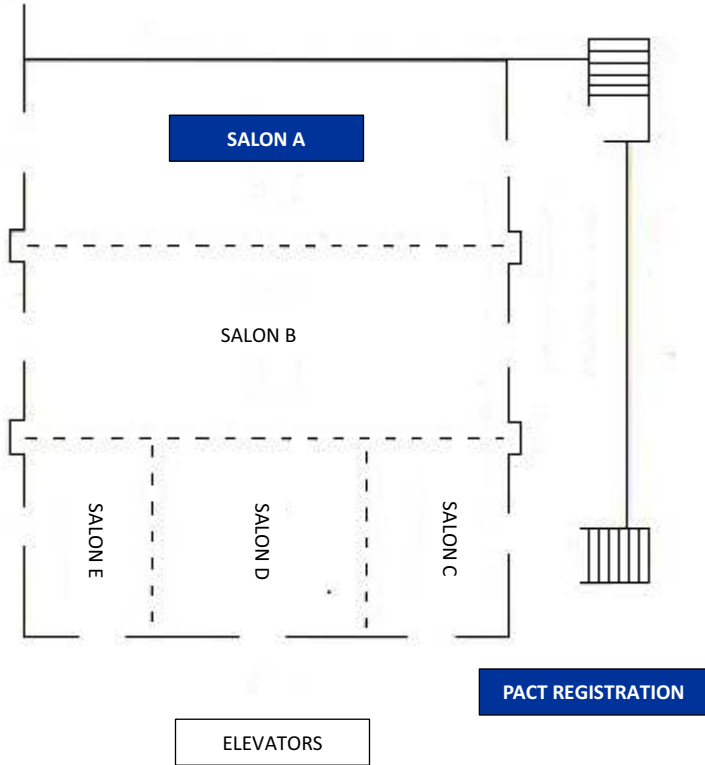 SALON A
SALON B
SALON E
SALON D
SALON C
PACT REGISTRATION
ELEVATORS